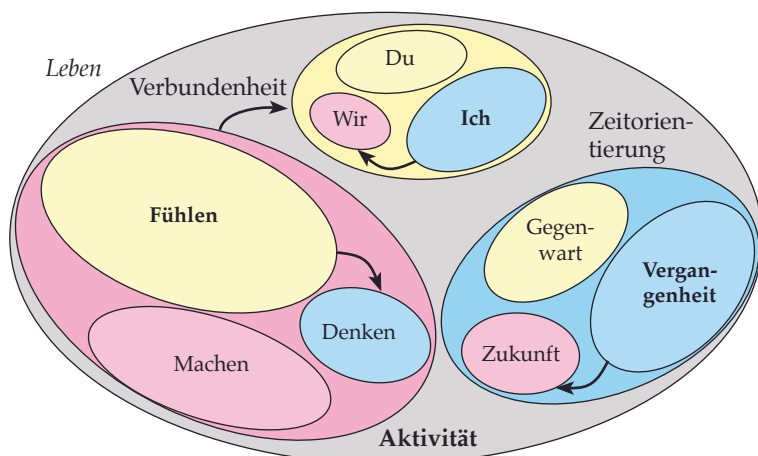 Leben
Verbundenheit
Du
Wir
Ich
Zeitorien-
tierung
Fühlen
Gegen-
wart
Vergan-
genheit
Denken
Machen
Zukunft
Aktivität